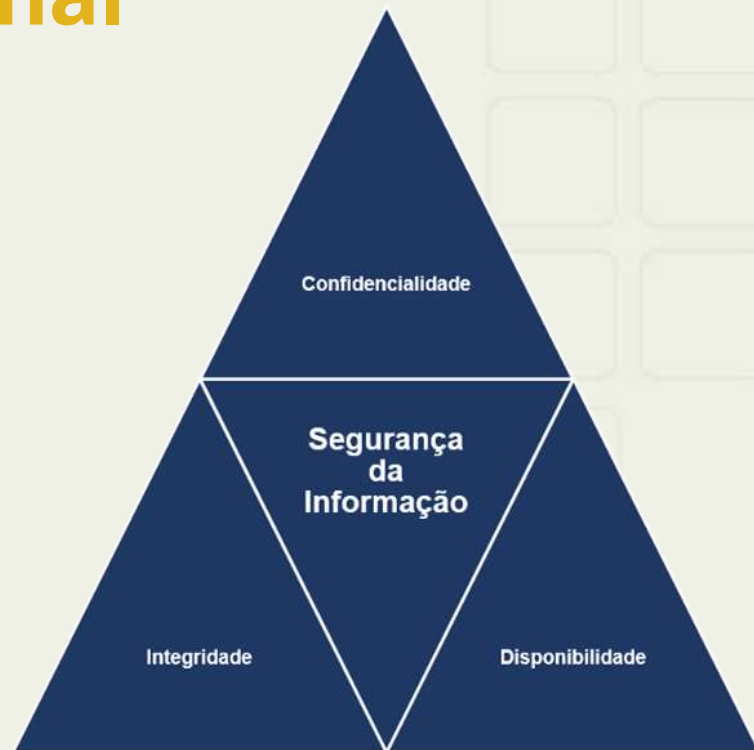 Confidencialidade
Segurança
da
Informação
Integridade
Disponibilidade